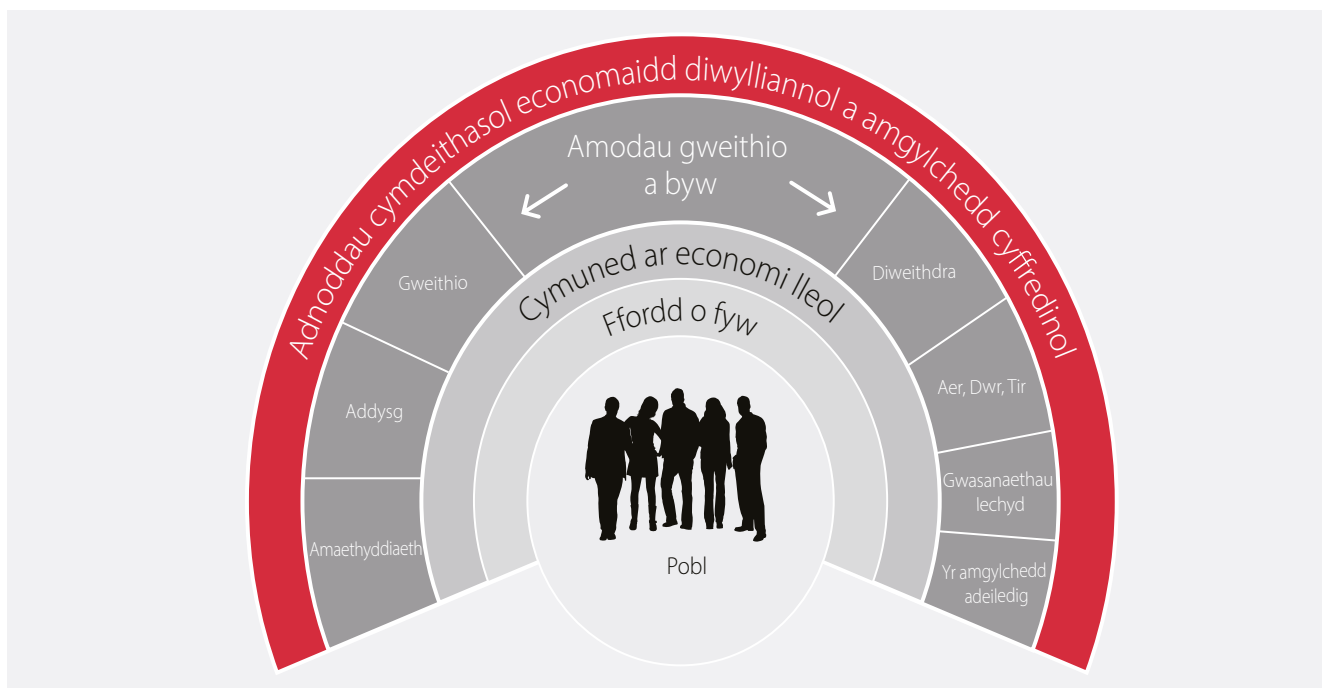 Adnoddau cymdeithasol economaidd diwylliannol a amgylchedd cyffredinol
Amodau gweithio
a byw
Gweithio
Addysg
Amaethyddiaeth
Diweithdra
Aer, Dwr, Tir
Gwasanaethau
Iechyd
Yr amgylchedd
adeiledig
Cymuned ar economi lleol
Ffordd o fyw
Pobl